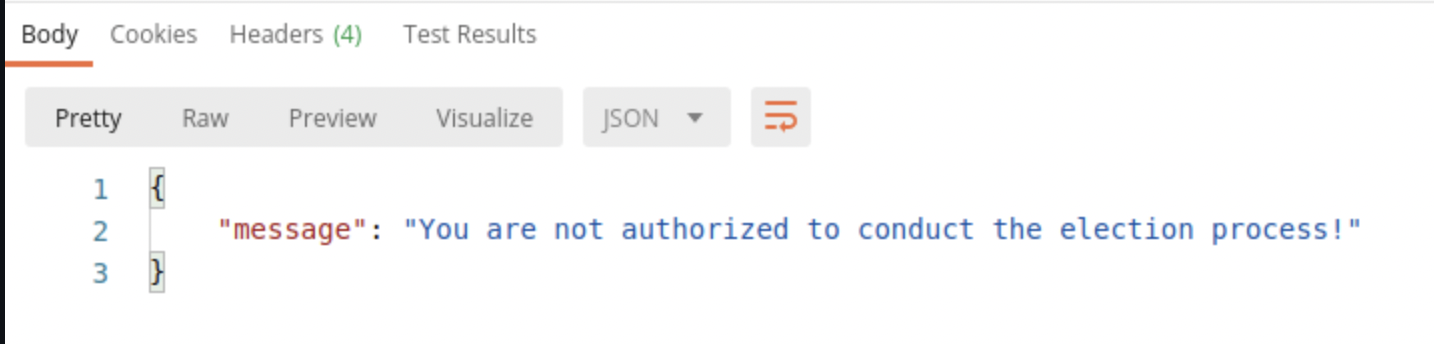 Body Cookies Headers (4) Test Results
Pretty Raw Preview Visualize JSON
1 {
2 "message": "You are not authorized to conduct the election process!"
3 }